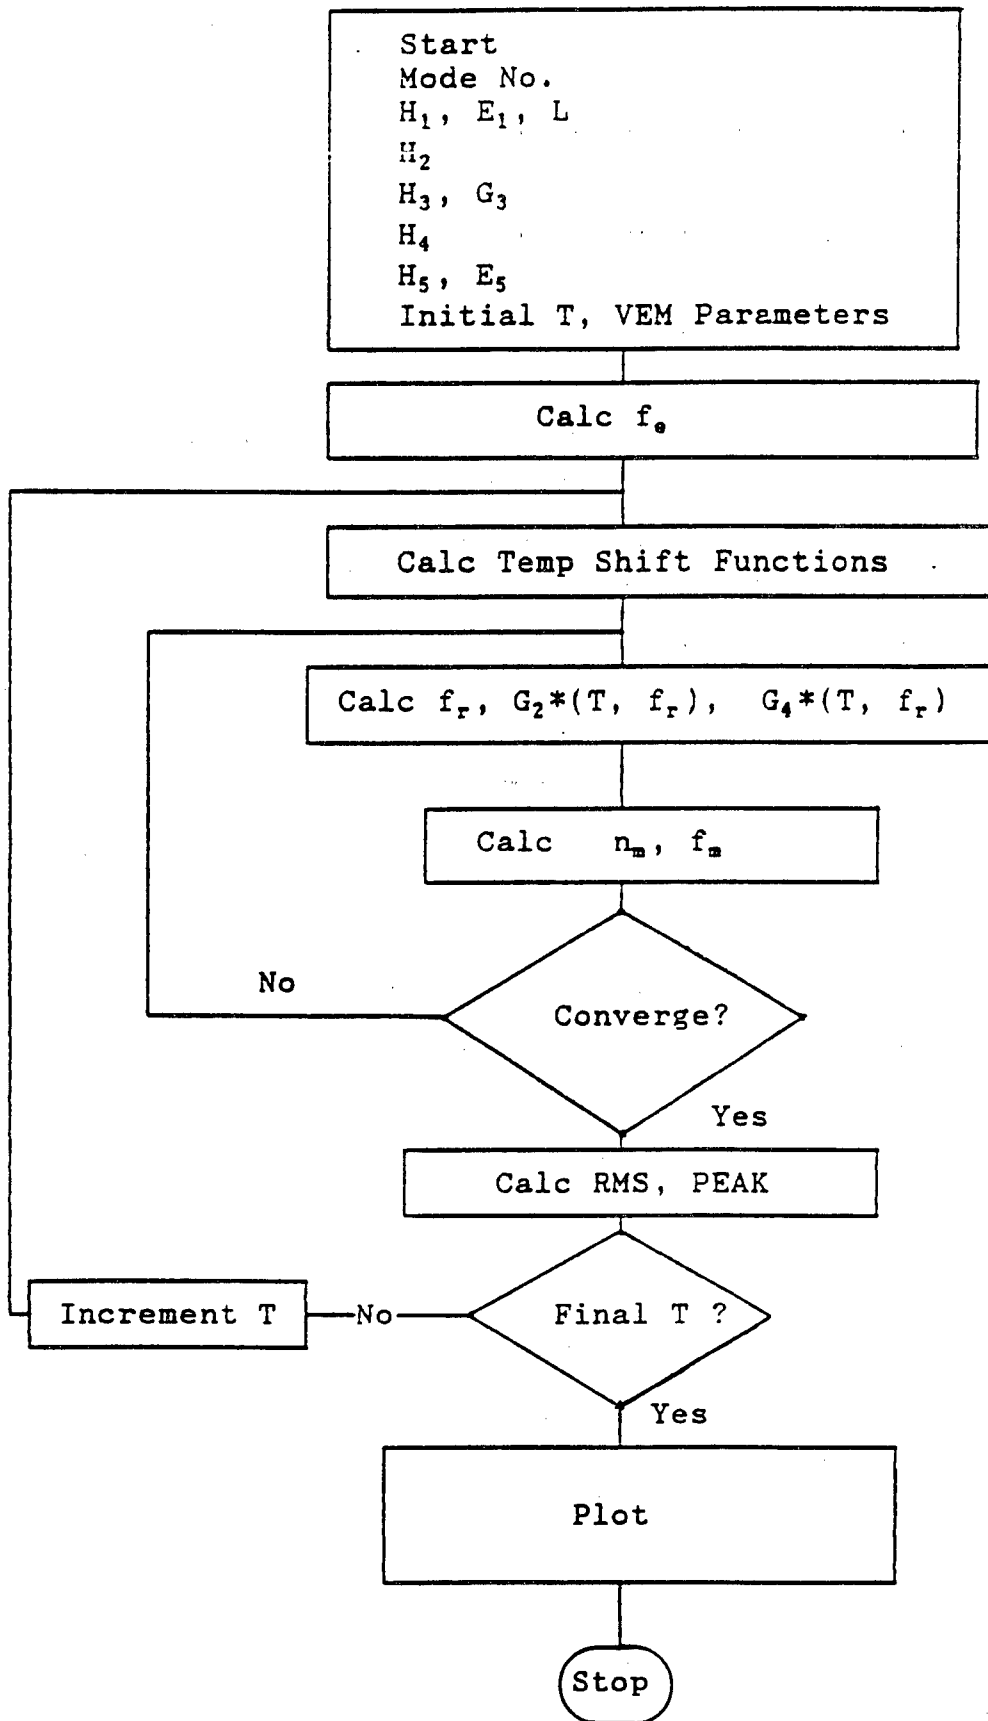 Start
Mode No.
H₁, E₁, L
H₂
H₃, G₃
H₄
H₅, E₅
Initial T, VEM Parameters
Calc fₑ
Calc Temp Shift Functions
Calc fᵣ, G₂*(T, fᵣ), G₄*(T, fᵣ)
Calc nₘ, fₘ
No
Converge?
Yes
Calc RMS, PEAK
Increment T
No
Final T ?
Yes
Plot
Stop